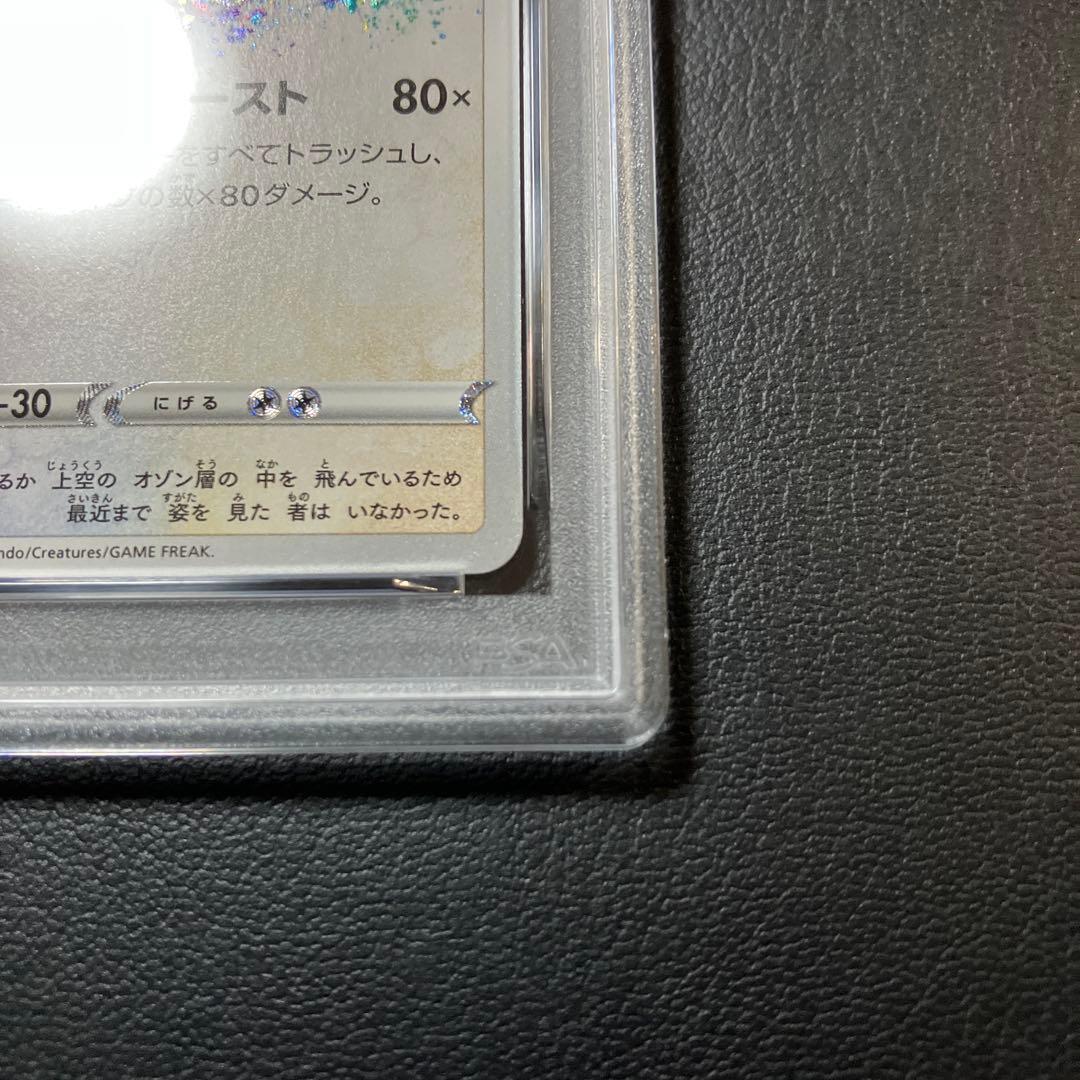 ースト 80×
をすべてトラッシュし、
の数×80ダメージ。
-30 にげる
るか 上空の オゾン層の 中を 飛んでいるため
最近まで 姿を 見た 者は いなかった。
ndo/Creatures/GAME FREAK.
PSA